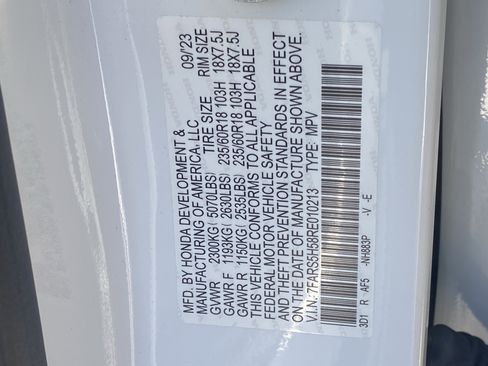 MFD. BY HONDA DEVELOPMENT & 09/'23
MANUFACTURING OF AMERICA, LLC
TIRE SIZE RIM SIZE
GVWR 2300KG( 5070LBS) 235/60R18 103H 18X7.5J
GAWR F 1193KG( 2630LBS) 235/60R18 103H 18X7.5J
GAWR R 1150KG( 2535LBS)
THIS VEHICLE CONFORMS TO ALL APPLICABLE
FEDERAL MOTOR VEHICLE SAFETY
AND THEFT PREVENTION STANDARDS IN EFFECT
ON THE DATE OF MANUFACTURE SHOWN ABOVE.
V.I.N.: 7FARS5H58RE010213 TYPE: MPV
3D1 R AF5 -NH883P -V -E